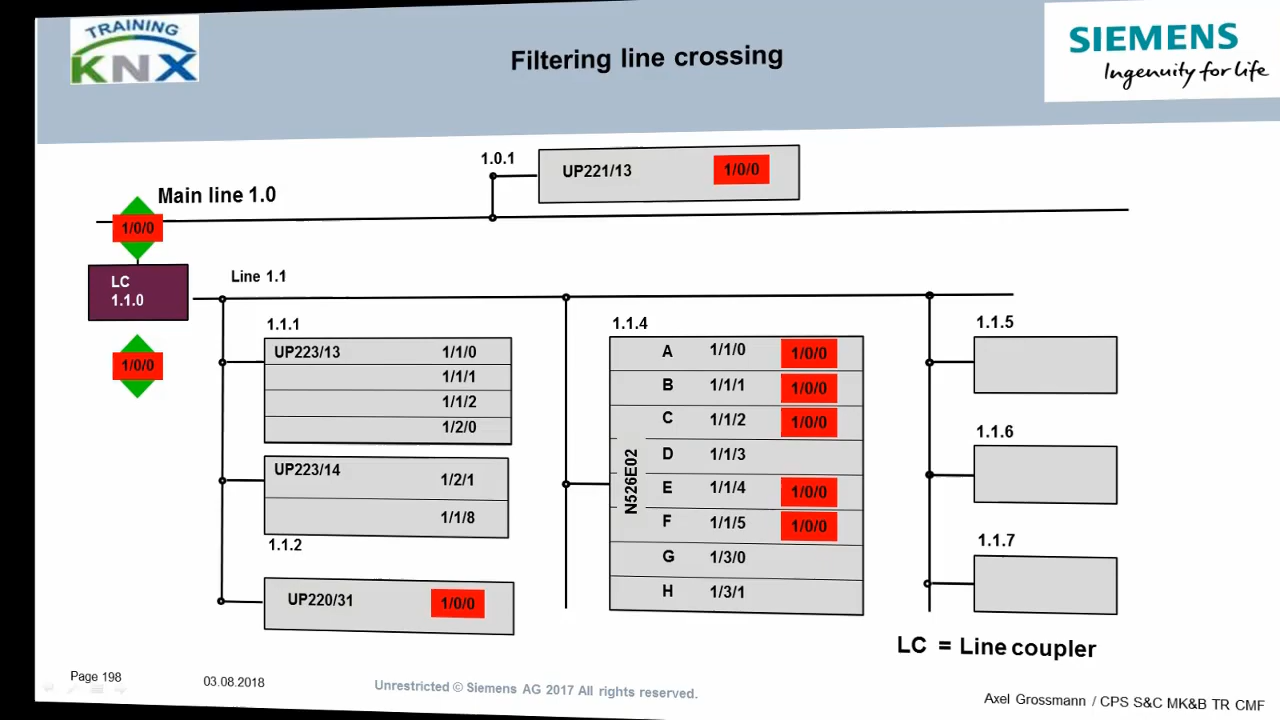 TRAINING
KNX
Filtering line crossing
SIEMENS
Ingenuity for life
1.0.1
UP221/13 1/0/0
Main line 1.0
1/0/0
LC
1.1.0
Line 1.1
1/0/0
1.1.1
UP223/13 1/1/0
1/1/1
1/1/2
1/2/0
UP223/14
1/2/1
1/1/8
1.1.2
UP220/31 1/0/0
1.1.4
N526E02
A 1/1/0 1/0/0
B 1/1/1 1/0/0
C 1/1/2 1/0/0
D 1/1/3
E 1/1/4 1/0/0
F 1/1/5 1/0/0
G 1/3/0
H 1/3/1
1.1.5
1.1.6
1.1.7
LC = Line coupler
Page 198
03.08.2018
Unrestricted © Siemens AG 2017 All rights reserved.
Axel Grossmann / CPS S&C MK&B TR CMF